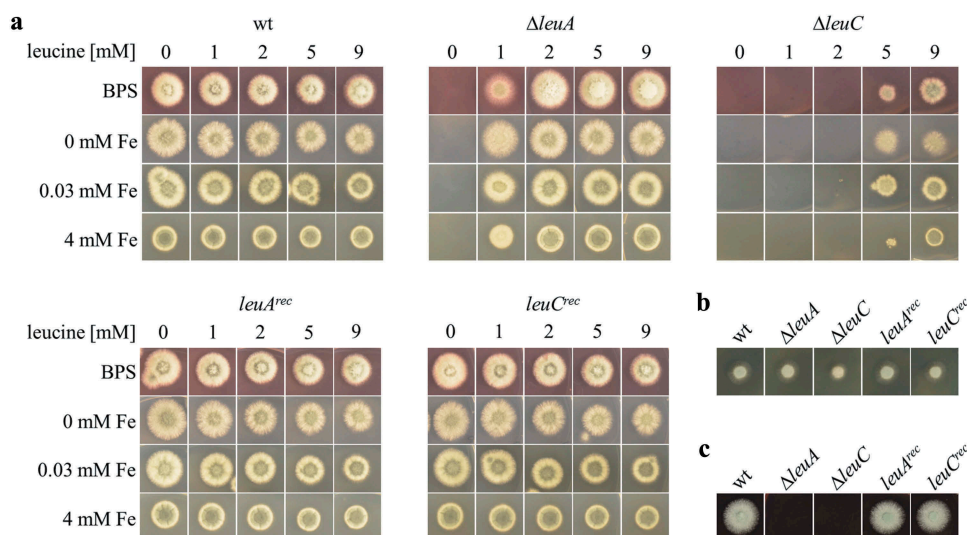 a
wt ΔleuA ΔleuC
leucine [mM] 0 1 2 5 9 0 1 2 5 9 0 1 2 5 9
BPS
0 mM Fe
0.03 mM Fe
4 mM Fe
leuA^rec leuC^rec
leucine [mM] 0 1 2 5 9 0 1 2 5 9
BPS
0 mM Fe
0.03 mM Fe
4 mM Fe
b
wt ΔleuA ΔleuC leuA^rec leuC^rec
c
wt ΔleuA ΔleuC leuA^rec leuC^rec